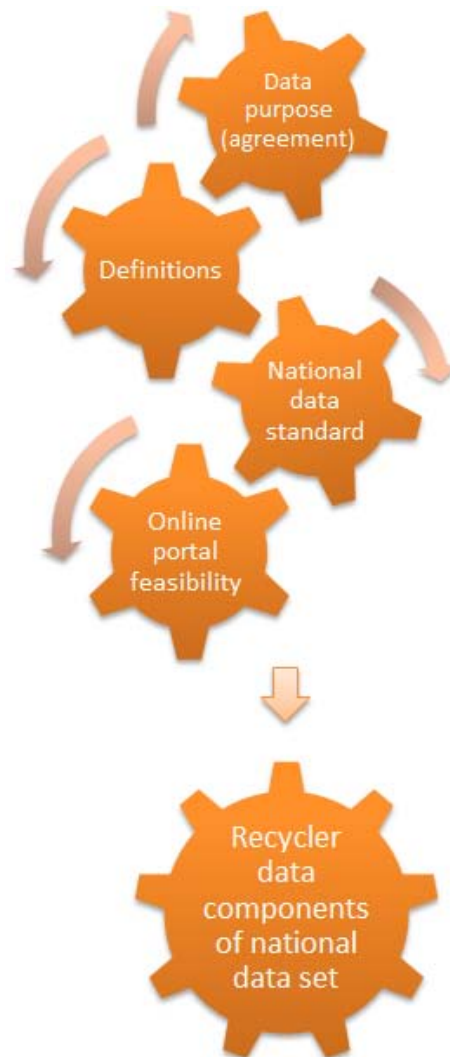 Data
purpose
(agreement)
Definitions
National
data
standard
Online
portal
feasibility
Recycler
data
components
of national
data set